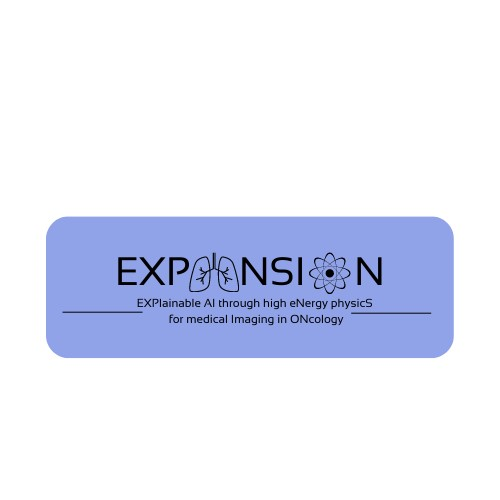 EXPANSION
EXPlainable AI through high eNergy physicS
for medical Imaging in ONcology